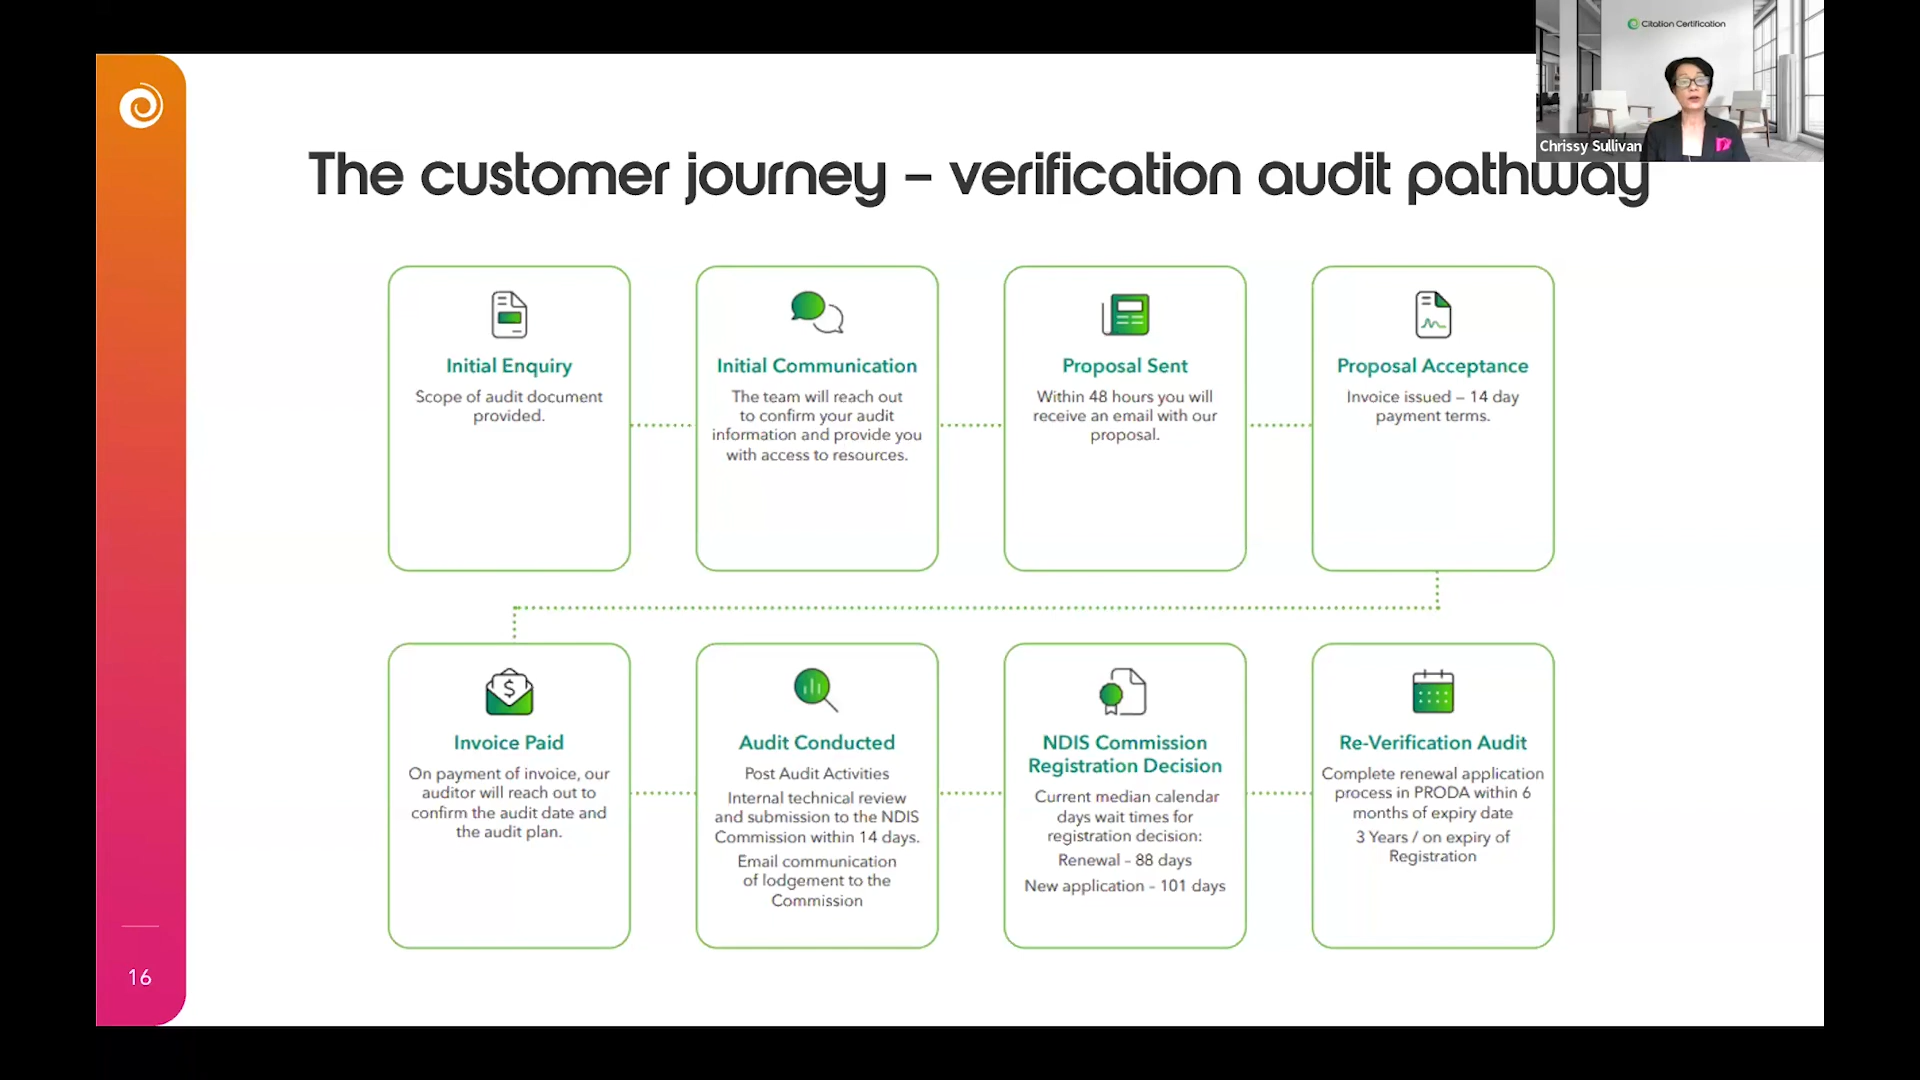 Citation Certification
Chrissy Sullivan
The customer journey – verification audit pathway
Initial Enquiry
Scope of audit document
provided.
Initial Communication
The team will reach out
to confirm your audit
information and provide you
with access to resources.
Proposal Sent
Within 48 hours you will
receive an email with our
proposal.
Proposal Acceptance
Invoice issued – 14 day
payment terms.
$
Invoice Paid
On payment of invoice, our
auditor will reach out to
confirm the audit date and
the audit plan.
Audit Conducted
Post Audit Activities
Internal technical review
and submission to the NDIS
Commission within 14 days.
Email communication
of lodgement to the
Commission
NDIS Commission
Registration Decision
Current median calendar
days wait times for
registration decision:
Renewal - 88 days
New application - 101 days
Re-Verification Audit
Complete renewal application
process in PRODA within 6
months of expiry date
3 Years / on expiry of
Registration
16